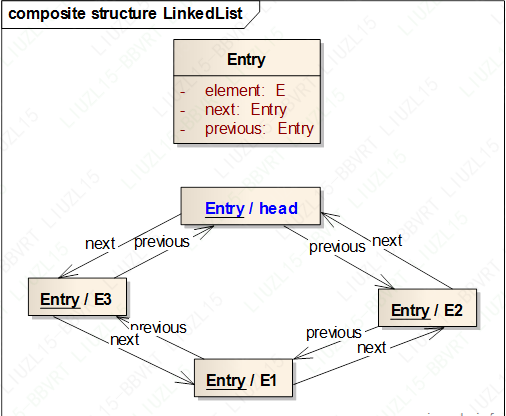 composite structure LinkedList
Entry
- element: E
- next: Entry
- previous: Entry
Entry / head
next
previous
previous
next
Entry / E3
Entry / E2
previous
next
previous
next
Entry / E1